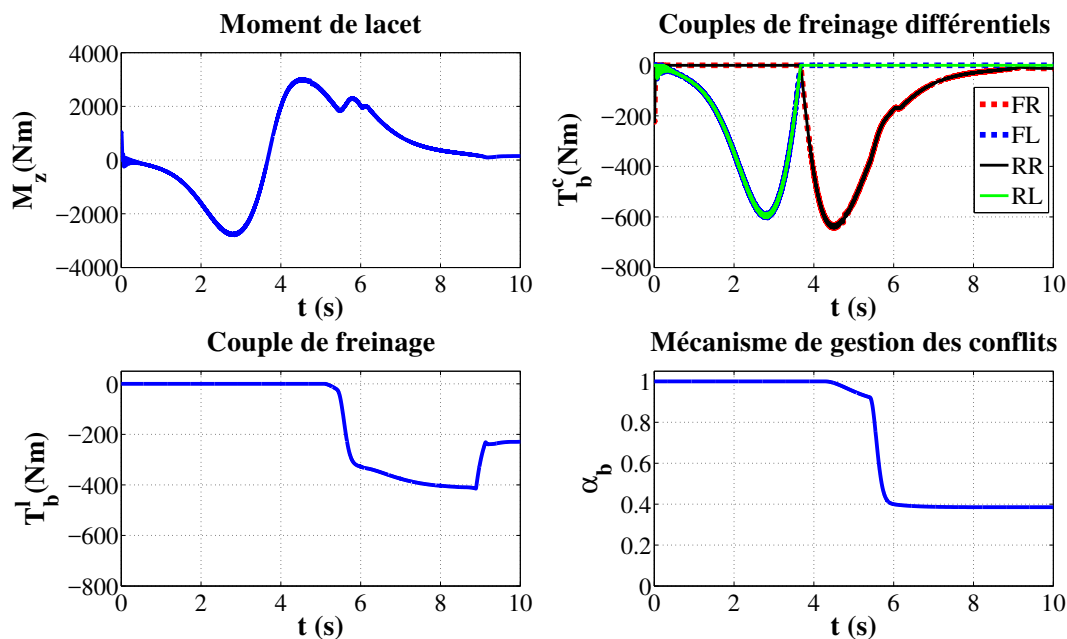 Moment de lacet
4000
2000
0
−2000
−4000
M_z(Nm)
0 2 4 6 8 10
t (s)
Couples de freinage différentiels
0
−200
−400
−600
−800
T_b^c(Nm)
FR
FL
RR
RL
0 2 4 6 8 10
t (s)
Couple de freinage
0
−200
−400
−600
−800
T_b^l(Nm)
0 2 4 6 8 10
t (s)
Mécanisme de gestion des conflits
1
0.8
0.6
0.4
0.2
0
α_b
0 2 4 6 8 10
t (s)